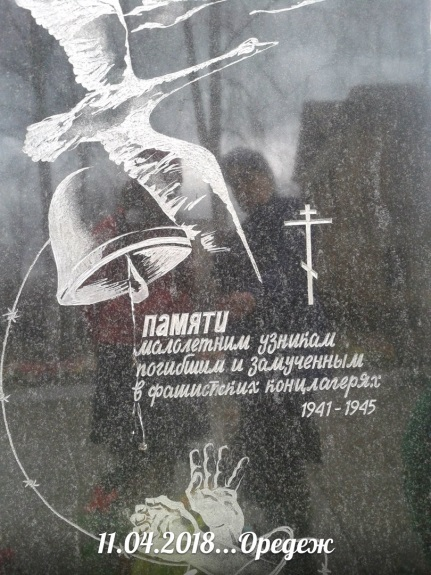 памяти
малолетним узникам
погибшим и замученным
в фашистских концлагерях
1941-1945
11.04.2018...Оредеж